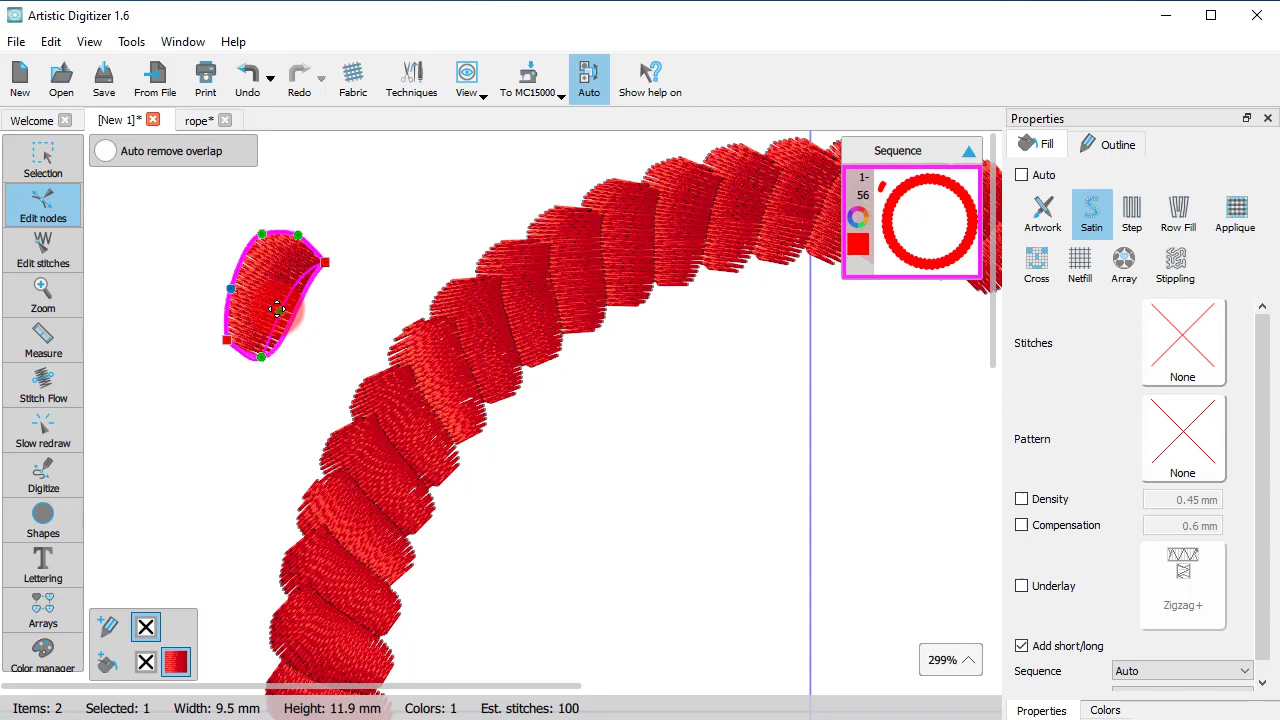 Artistic Digitizer 1.6
File Edit View Tools Window Help
New Open Save From File Print Undo Redo Fabric Techniques View To MC15000 Auto Show help on
Welcome [New 1]* rope*
Properties
Auto remove overlap
Sequence
1-
56
Fill Outline
Auto
Artwork Satin Step Row Fill Applique
Cross Netfill Array Stippling
Selection
Edit nodes
Edit stitches
Zoom
Measure
Stitch Flow
Slow redraw
Digitize
Shapes
Lettering
Arrays
Color manager
Stitches
None
Pattern
None
Density 0.45 mm
Compensation 0.6 mm
Underlay
Zigzag+
Add short/long
Sequence Auto
299%
Items: 2 Selected: 1 Width: 9.5 mm Height: 11.9 mm Colors: 1 Est. stitches: 100
Properties Colors